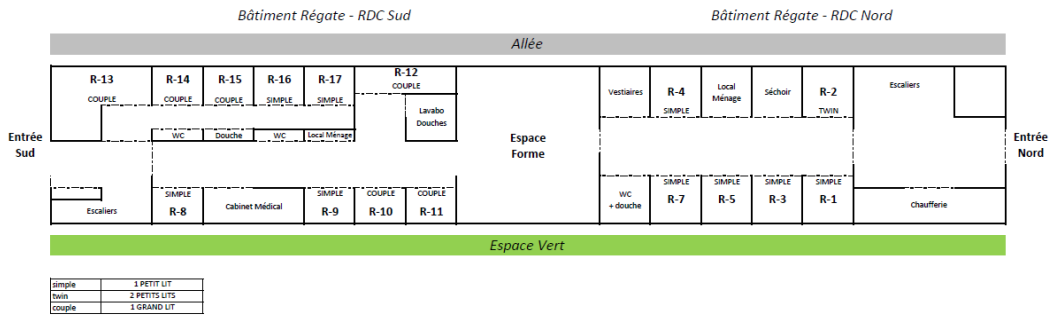 Bâtiment Régate - RDC Sud
Bâtiment Régate - RDC Nord
Allée
R-13
COUPLE
R-14
COUPLE
R-15
COUPLE
R-16
SIMPLE
R-17
SIMPLE
R-12
COUPLE
Lavabo
Douches
WC
Douche
WC
Local Ménage
Vestiaires
R-4
SIMPLE
Local
Ménage
Séchoir
R-2
TWIN
Escaliers
Entrée
Sud
Espace
Forme
Entrée
Nord
Escaliers
SIMPLE
R-8
Cabinet Médical
SIMPLE
R-9
COUPLE
R-10
COUPLE
R-11
WC
+ douche
SIMPLE
R-7
SIMPLE
R-5
SIMPLE
R-3
SIMPLE
R-1
Chaufferie
Espace Vert
simple 1 PETIT LIT
twin 2 PETITS LITS
couple 1 GRAND LIT